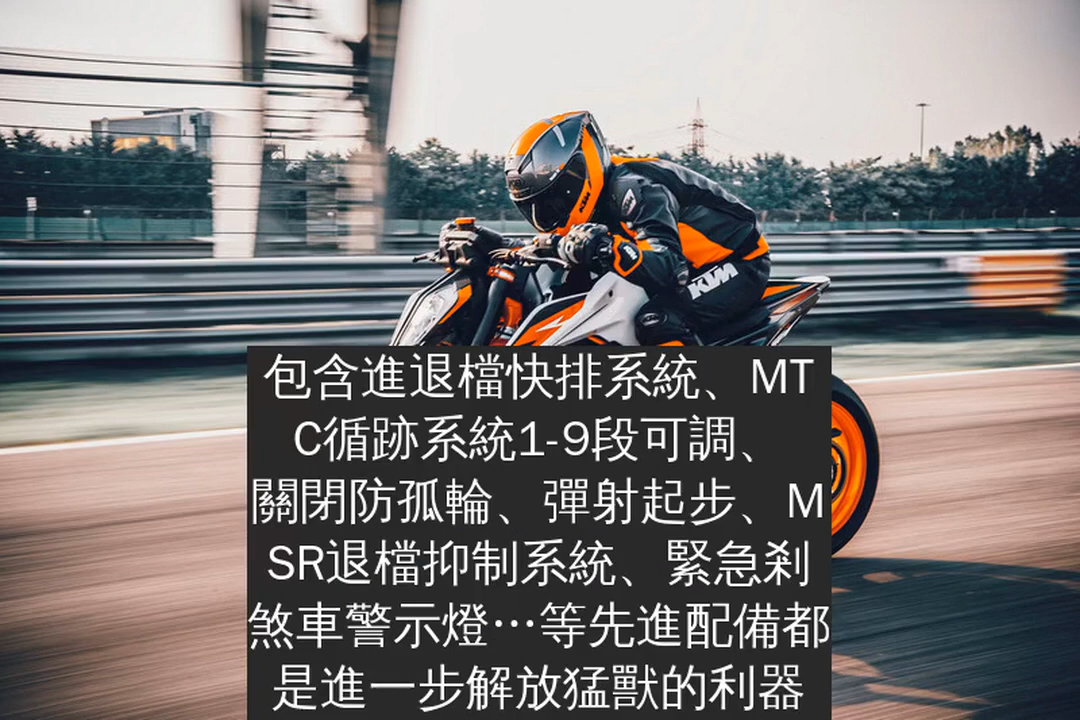 KTM
包含進退檔快排系統、MT
C循跡系統1-9段可調、
關閉防孤輪、彈射起步、M
SR退檔抑制系統、緊急剎
煞車警示燈…等先進配備都
是進一步解放猛獸的利器